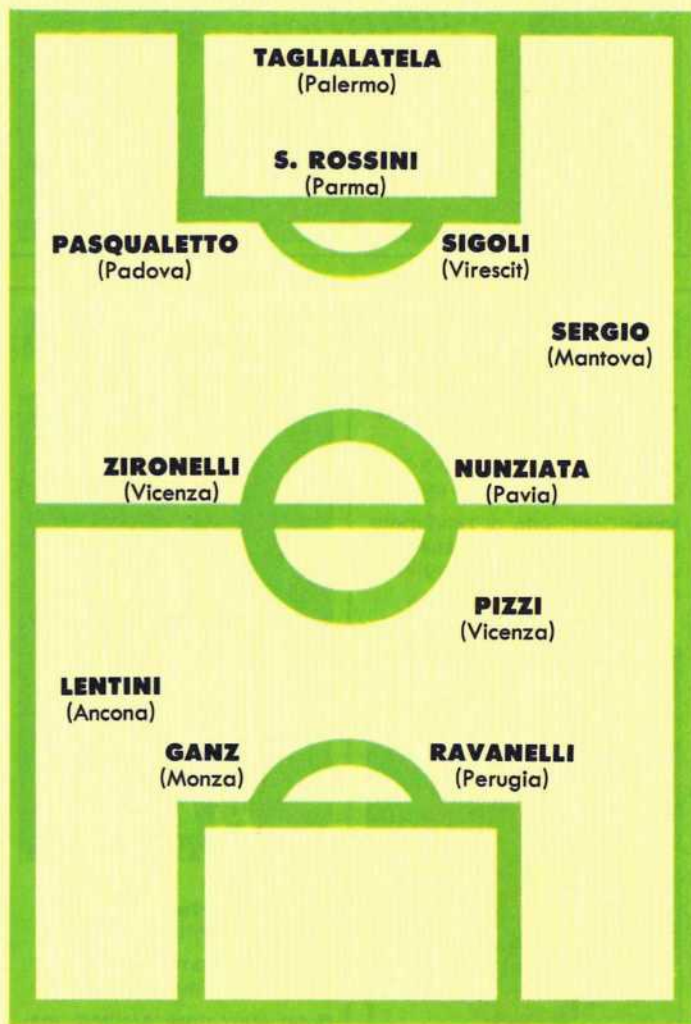 TAGLIALATELA
(Palermo)
S. ROSSINI
(Parma)
PASQUALETTO
(Padova)
SIGOLI
(Virescit)
SERGIO
(Mantova)
ZIRONELLI
(Vicenza)
NUNZIATA
(Pavia)
PIZZI
(Vicenza)
LENTINI
(Ancona)
GANZ
(Monza)
RAVANELLI
(Perugia)